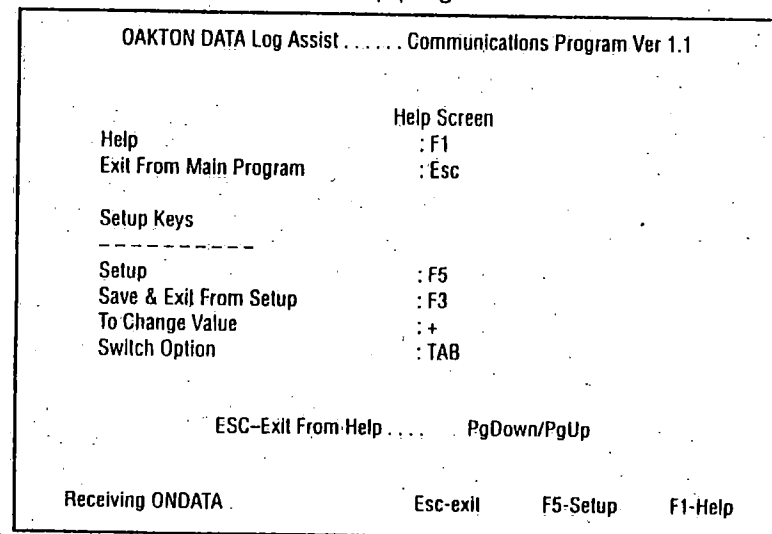 OAKTON DATA Log Assist ...... Communications Program Ver 1.1
Help Screen
Help : F1
Exit From Main Program : Esc
Setup Keys
----------
Setup : F5
Save & Exit From Setup : F3
To Change Value : +
Switch Option : TAB
ESC–Exit From Help .... PgDown/PgUp
Receiving ONDATA Esc-exit F5-Setup F1-Help